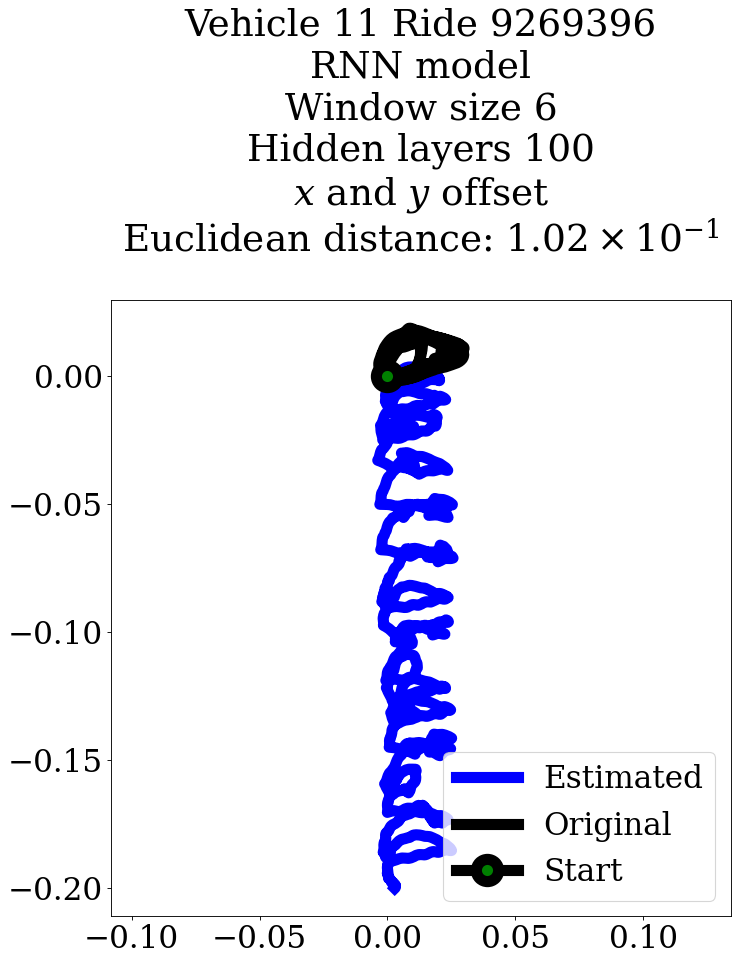 Vehicle 11 Ride 9269396
RNN model
Window size 6
Hidden layers 100
x and y offset
Euclidean distance: 1.02 × 10⁻¹
0.00
−0.05
−0.10
−0.15
−0.20
Estimated
Original
Start
−0.10 −0.05 0.00 0.05 0.10